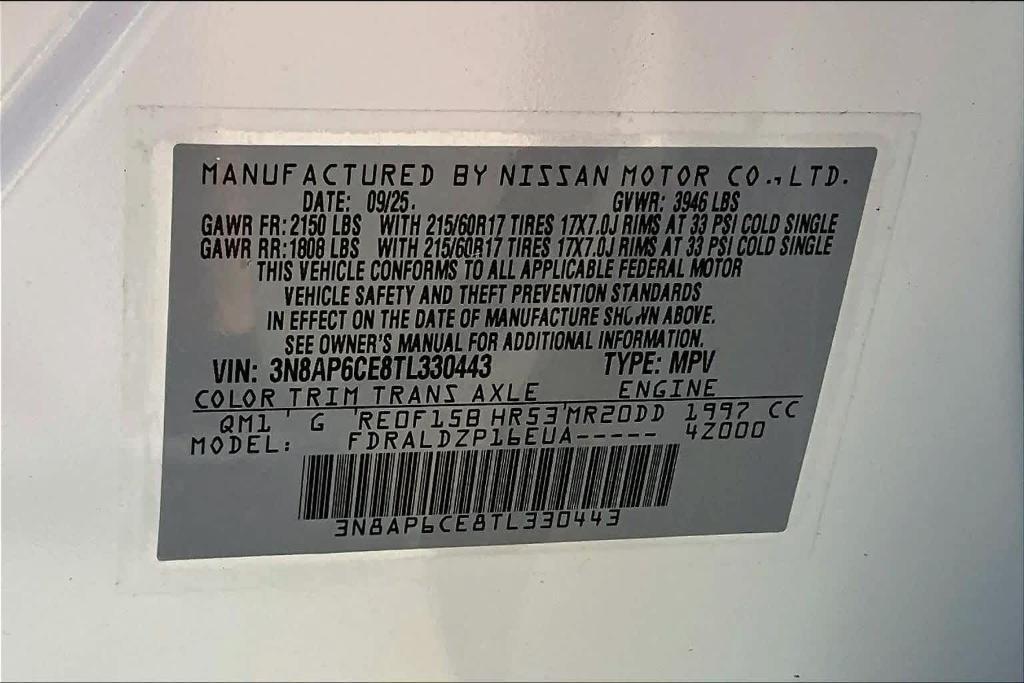 MANUFACTURED BY NISSAN MOTOR CO.,LTD.
DATE: 09/25. GVWR: 3946 LBS
GAWR FR: 2150 LBS WITH 215/60R17 TIRES 17X7.0J RIMS AT 33 PSI COLD SINGLE
GAWR RR: 1808 LBS WITH 215/60R17 TIRES 17X7.0J RIMS AT 33 PSI COLD SINGLE
THIS VEHICLE CONFORMS TO ALL APPLICABLE FEDERAL MOTOR
VEHICLE SAFETY AND THEFT PREVENTION STANDARDS
IN EFFECT ON THE DATE OF MANUFACTURE SHOWN ABOVE.
SEE OWNER'S MANUAL FOR ADDITIONAL INFORMATION.
VIN: 3N8AP6CE8TL330443 TYPE: MPV
COLOR TRIM TRANS AXLE ENGINE
QM1 ' G ' RE0F15B HR53 ' MR20DD 1997 CC
MODEL: FDRALDZP16EUA----- 4Z000
3N8AP6CE8TL330443